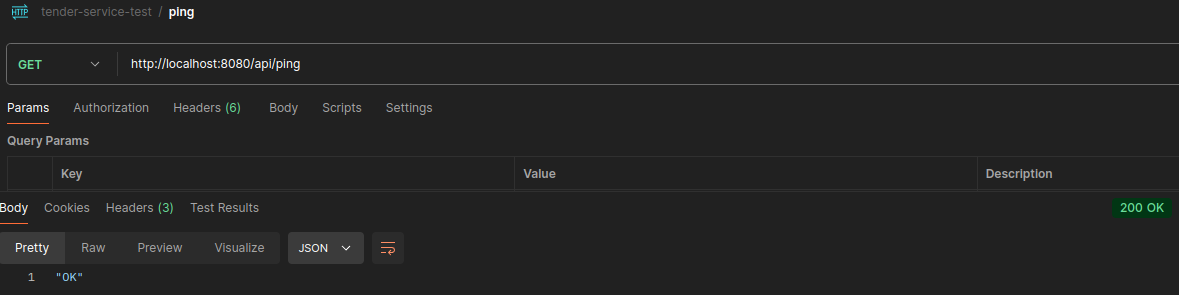 HTTP tender-service-test / ping
GET http://localhost:8080/api/ping
Params Authorization Headers (6) Body Scripts Settings
Query Params
Key Value Description
Body Cookies Headers (3) Test Results 200 OK
Pretty Raw Preview Visualize JSON
1 "OK"